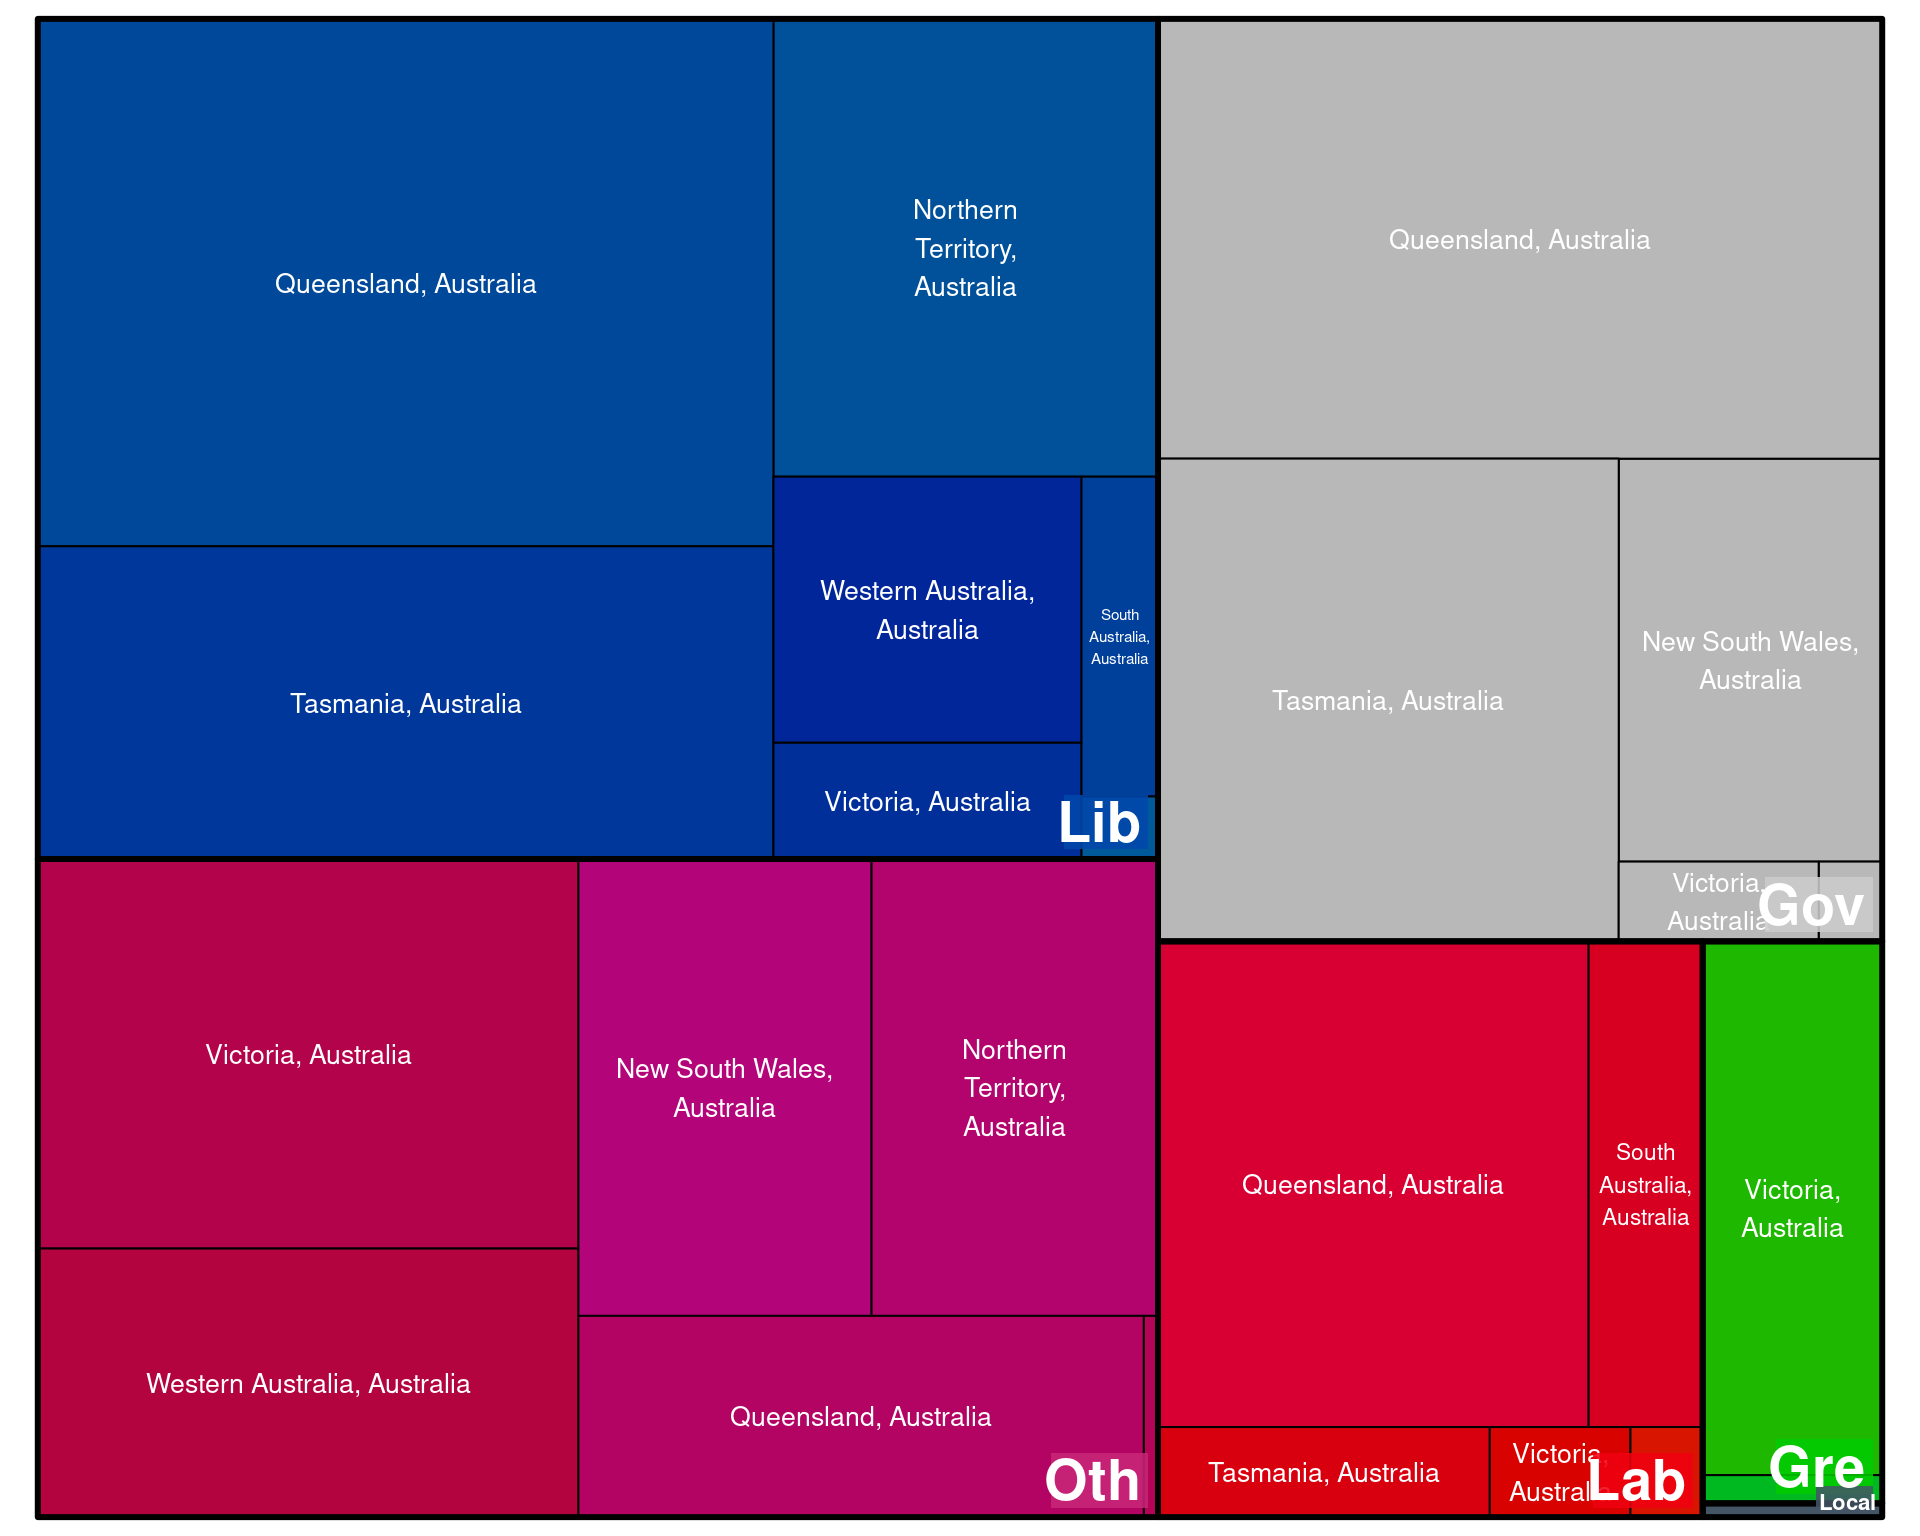 Queensland, Australia
Northern
Territory,
Australia
Tasmania, Australia
Western Australia,
Australia
South
Australia,
Australia
Victoria, Australia
Lib
Queensland, Australia
Tasmania, Australia
New South Wales,
Australia
Victoria,
Australia
Gov
Victoria, Australia
New South Wales,
Australia
Northern
Territory,
Australia
Western Australia, Australia
Queensland, Australia
Oth
Queensland, Australia
South
Australia,
Australia
Tasmania, Australia
Victoria,
Australia
Lab
Victoria,
Australia
Gre
Local